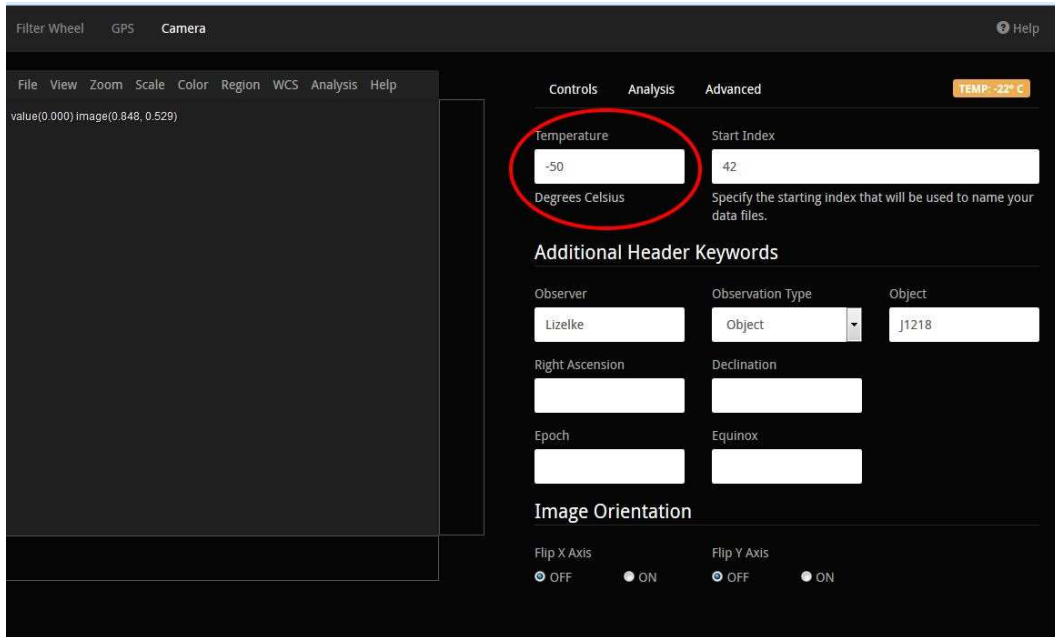 Filter Wheel GPS Camera Help
File View Zoom Scale Color Region WCS Analysis Help
value(0.000) image(0.848, 0.529)
Controls Analysis Advanced TEMP: -22° C
Temperature Start Index
-50 42
Degrees Celsius Specify the starting index that will be used to name your
data files.
Additional Header Keywords
Observer Observation Type Object
Lizelke Object J1218
Right Ascension Declination
Epoch Equinox
Image Orientation
Flip X Axis Flip Y Axis
OFF ON OFF ON